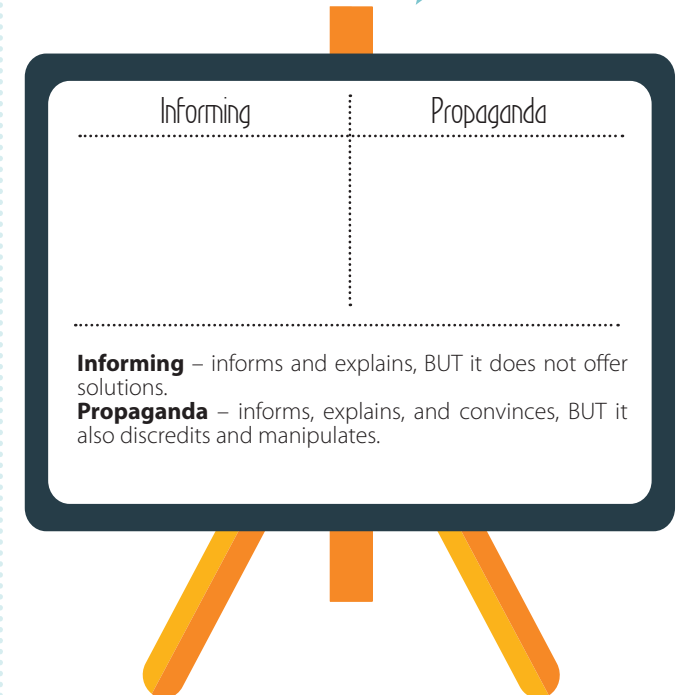 Informing Propaganda
Informing – informs and explains, BUT it does not offer
solutions.
Propaganda – informs, explains, and convinces, BUT it
also discredits and manipulates.